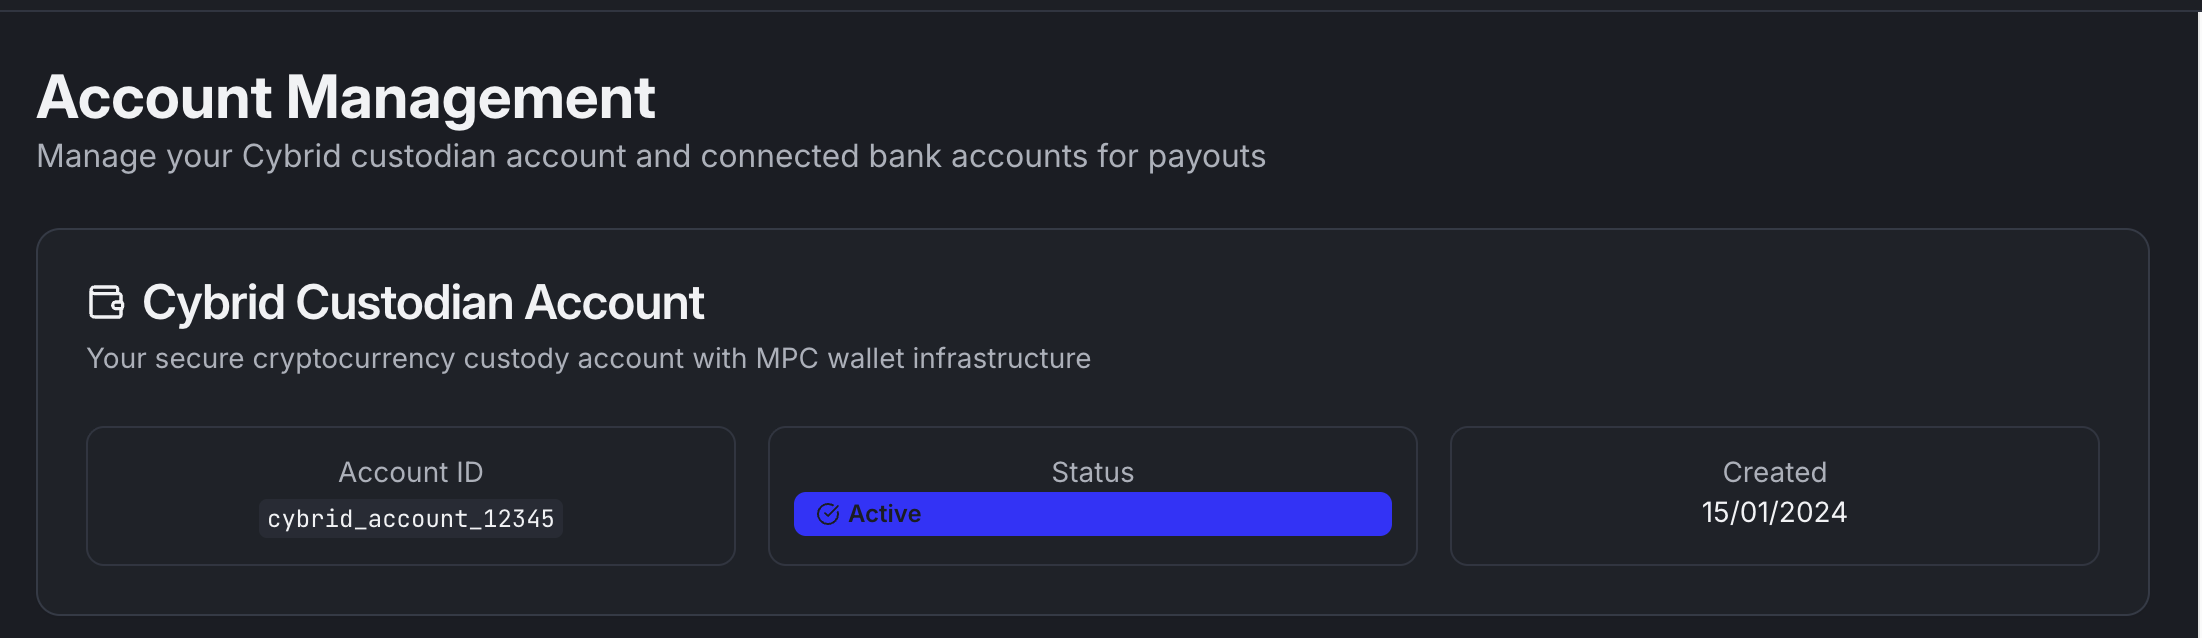 Account Management
Manage your Cybrid custodian account and connected bank accounts for payouts
Cybrid Custodian Account
Your secure cryptocurrency custody account with MPC wallet infrastructure
Account ID
cybrid_account_12345
Status
Active
Created
15/01/2024